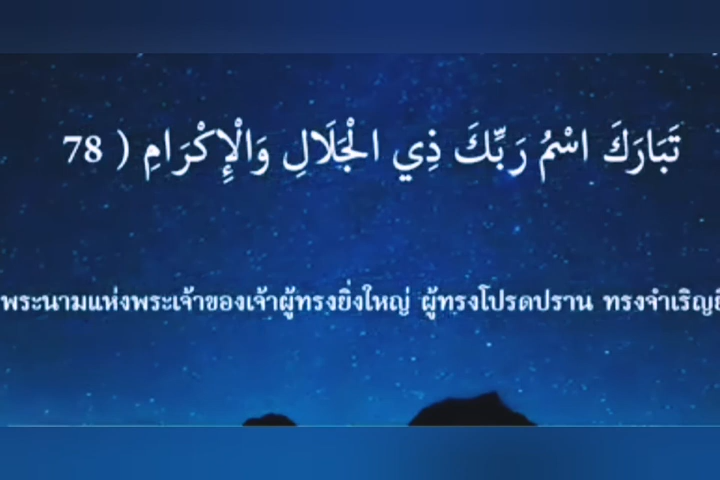 تَبَارَكَ اسْمُ رَبِّكَ ذِي الْجَلَالِ وَالْإِكْرَامِ ( 78
พระนามแห่งพระเจ้าของเจ้าผู้ทรงยิ่งใหญ่ ผู้ทรงโปรดปราน ทรงจำเริญ